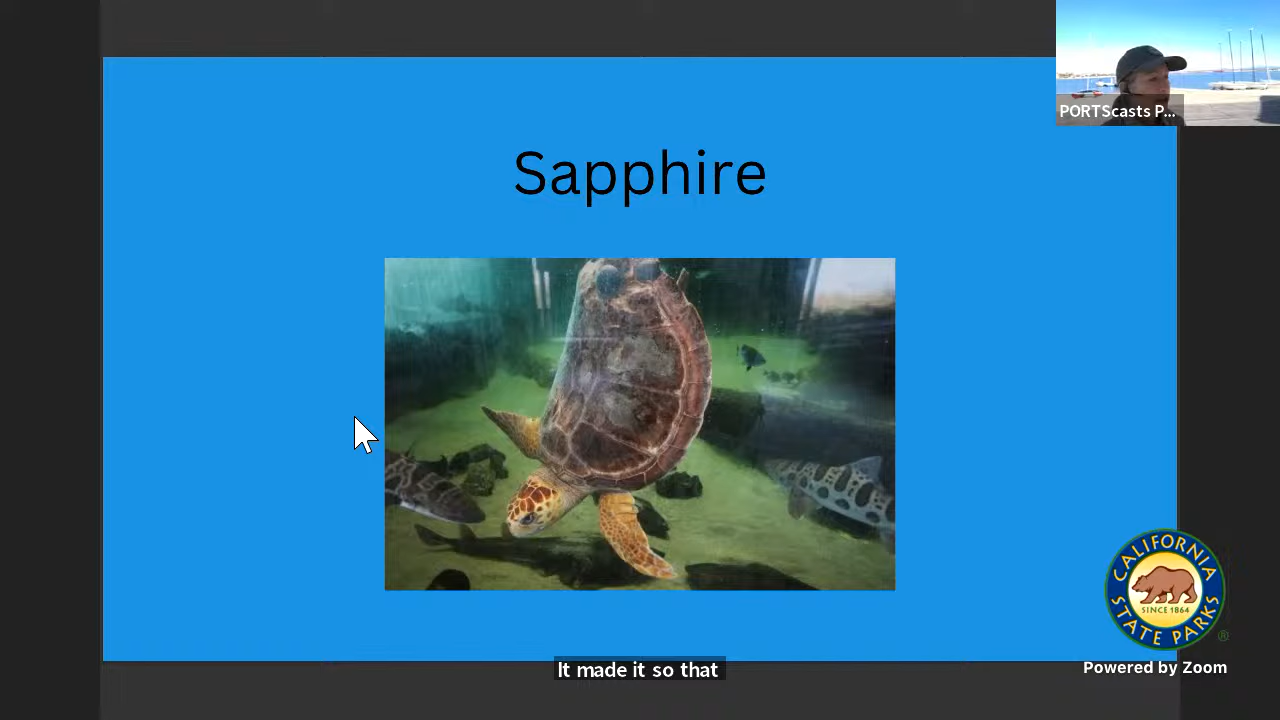 PORTScasts P...
Sapphire
CALIFORNIA
SINCE 1864
STATE PARKS
®
Powered by Zoom
It made it so that